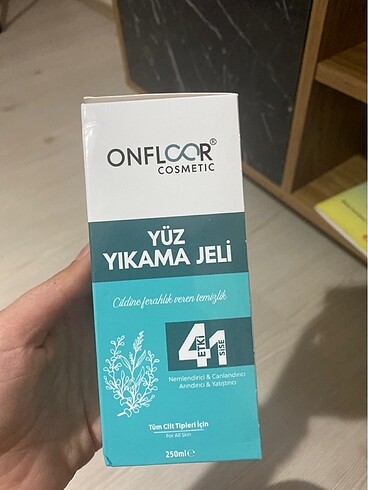 ONFLOOR®
COSMETIC
YÜZ
YIKAMA JELİ
Cildine ferahlık veren temizlik
4 ETKİ 1 ŞİŞE
Nemlendirici & Canlandırıcı
Arındırıcı & Yatıştırıcı
Tüm Cilt Tipleri İçin
For All Skin
250ml e